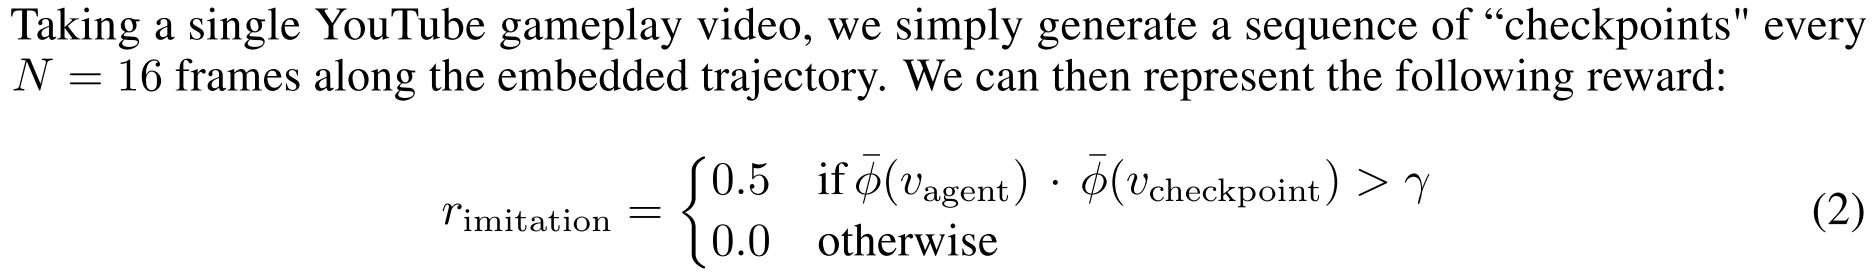 Taking a single YouTube gameplay video, we simply generate a sequence of “checkpoints" every
N = 16 frames along the embedded trajectory. We can then represent the following reward:
r_imitation = { 0.5 if ϕ̄(v_agent) · ϕ̄(v_checkpoint) > γ
0.0 otherwise (2)